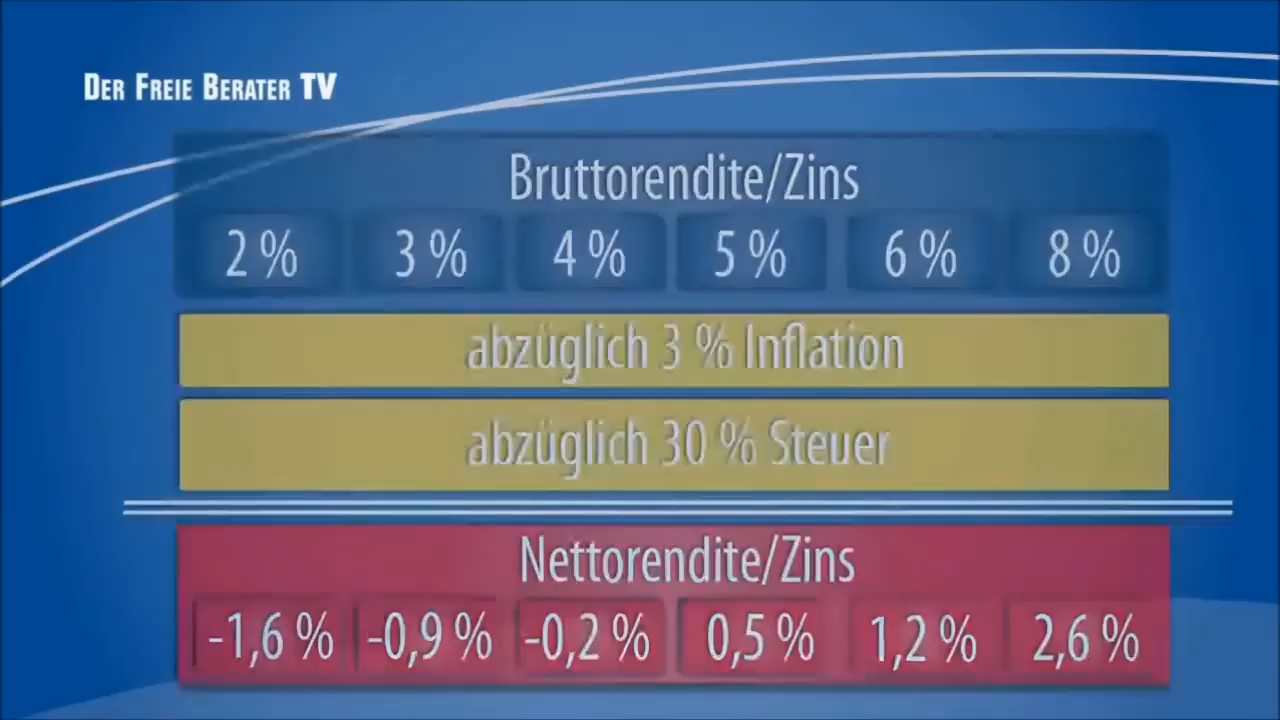 DER FREIE BERATER TV
Bruttorendite/Zins
2 % 3 % 4 % 5 % 6 % 8 %
abzüglich 3 % Inflation
abzüglich 30 % Steuer
Nettorendite/Zins
-1,6 % -0,9 % -0,2 % 0,5 % 1,2 % 2,6 %